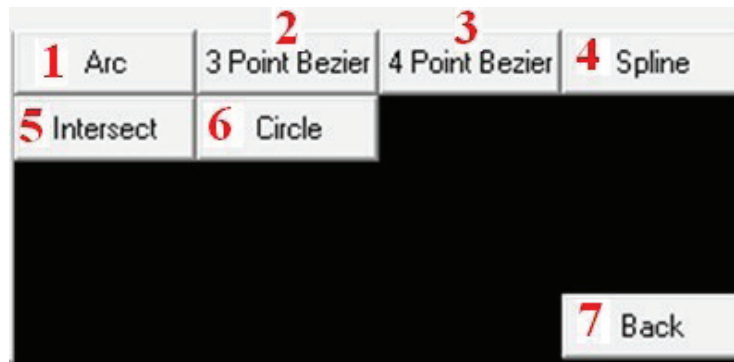 2 3
1 Arc 3 Point Bezier 4 Point Bezier 4 Spline
5 Intersect 6 Circle
7 Back